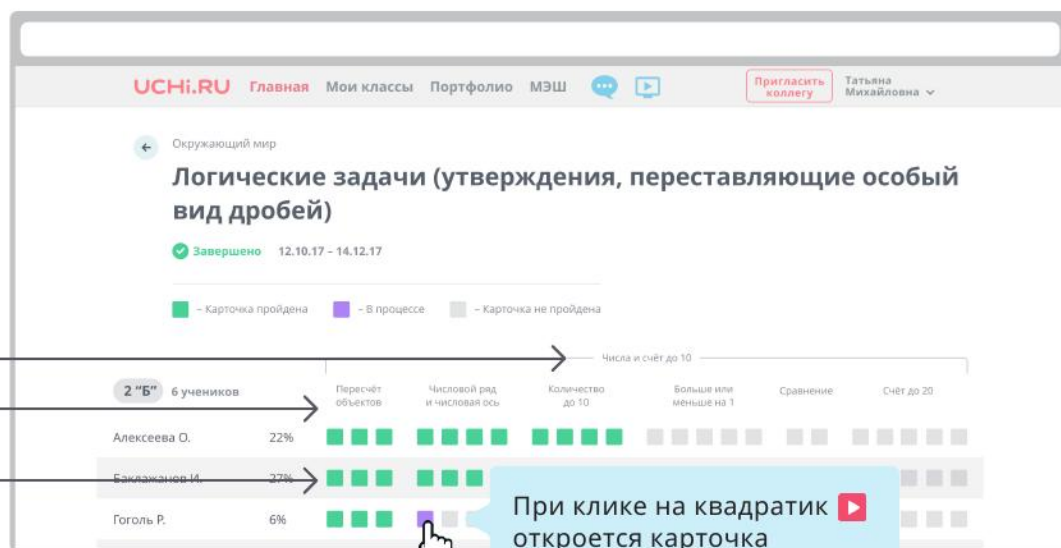 UCHi.RU Главная Мои классы Портфолио МЭШ Пригласить коллегу Татьяна Михайловна
Окружающий мир
Логические задачи (утверждения, переставляющие особый
вид дробей)
Завершено 12.10.17 – 14.12.17
– Карточка пройдена – В процессе – Карточка не пройдена
Числа и счёт до 10
2 "Б" 6 учеников
Пересчёт объектов
Числовой ряд и числовая ось
Количество до 10
Больше или меньше на 1
Сравнение
Счёт до 20
Алексеева О. 22%
Баклажанов И. 27%
Гоголь Р. 6%
При клике на квадратик
откроется карточка